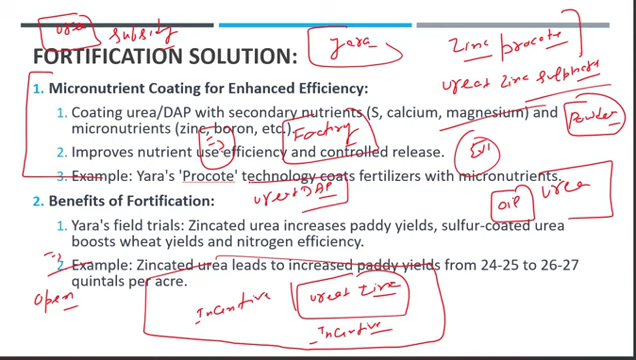 urea subsidy
yara
Zinc procote
urea+ Zinc sulphate
FORTIFICATION SOLUTION:
1. Micronutrient Coating for Enhanced Efficiency:
1. Coating urea/DAP with secondary nutrients (S, calcium, magnesium) and
micronutrients (zinc, boron, etc.).
Factory
Powder
2. Improves nutrient use efficiency and controlled release.
3. Example: Yara's 'Procote' technology coats fertilizers with micronutrients.
urea+DAP
oil
urea
2. Benefits of Fortification:
1. Yara's field trials: Zincated urea increases paddy yields, sulfur-coated urea
boosts wheat yields and nitrogen efficiency.
2. Example: Zincated urea leads to increased paddy yields from 24-25 to 26-27
quintals per acre.
open
Incentive
urea+ Zinc
Incentive